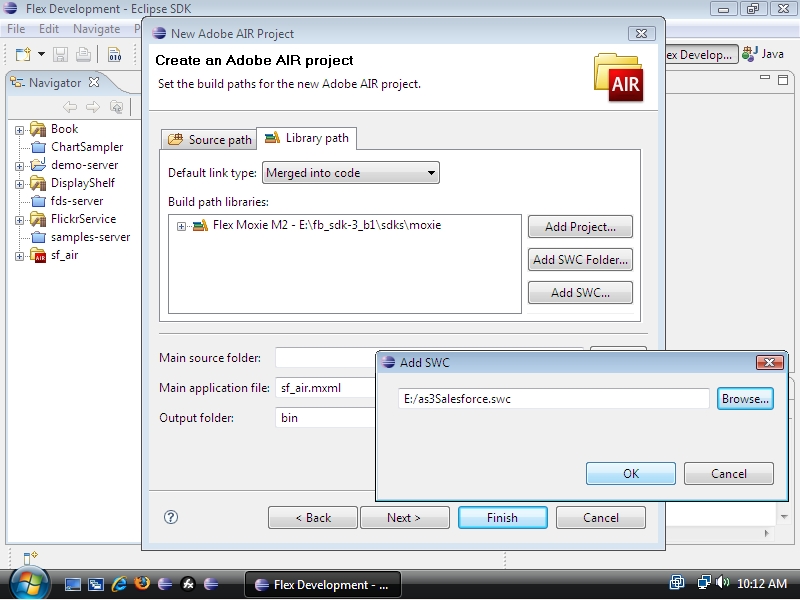 Flex Development - Eclipse SDK
File Edit Navigate
New Adobe AIR Project
Create an Adobe AIR project
Set the build paths for the new Adobe AIR project.
AIR
010
ex Develop... Java
Navigator
Book
ChartSampler
demo-server
DisplayShelf
fds-server
FlickrService
samples-server
AIR sf_air
Source path Library path
Default link type: Merged into code
Build path libraries:
Flex Moxie M2 - E:\fb_sdk-3_b1\sdks\moxie
Add Project...
Add SWC Folder...
Add SWC...
Main source folder:
Main application file: sf_air.mxml
Output folder: bin
Add SWC
E:/as3Salesforce.swc Browse...
OK Cancel
? < Back Next > Finish Cancel
Flex Development - ... 10:12 AM